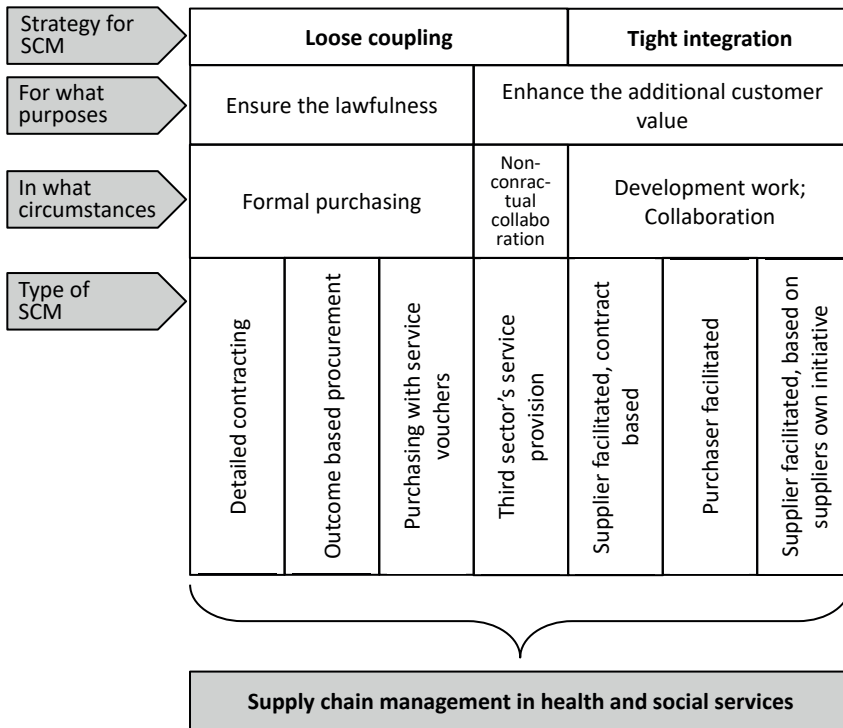 Strategy for
SCM
Loose coupling
Tight integration
For what
purposes
Ensure the lawfulness
Enhance the additional customer
value
In what
circumstances
Formal purchasing
Non-
conrac-
tual
collabo
ration
Development work;
Collaboration
Type of
SCM
Detailed contracting
Outcome based procurement
Purchasing with service
vouchers
Third sector’s service
provision
Supplier facilitated, contract
based
Purchaser facilitated
Supplier facilitated, based on
suppliers own initiative
Supply chain management in health and social services